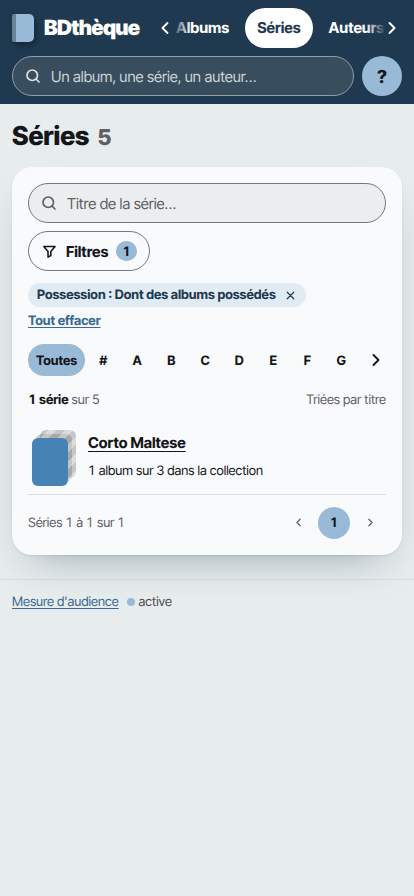 BDthèque
Albums
Séries
Auteurs
Un album, une série, un auteur...
?
Séries 5
Titre de la série...
Filtres 1
Possession : Dont des albums possédés ×
Tout effacer
Toutes # A B C D E F G
1 série sur 5
Triées par titre
Corto Maltese
1 album sur 3 dans la collection
Séries 1 à 1 sur 1
1
Mesure d'audience active